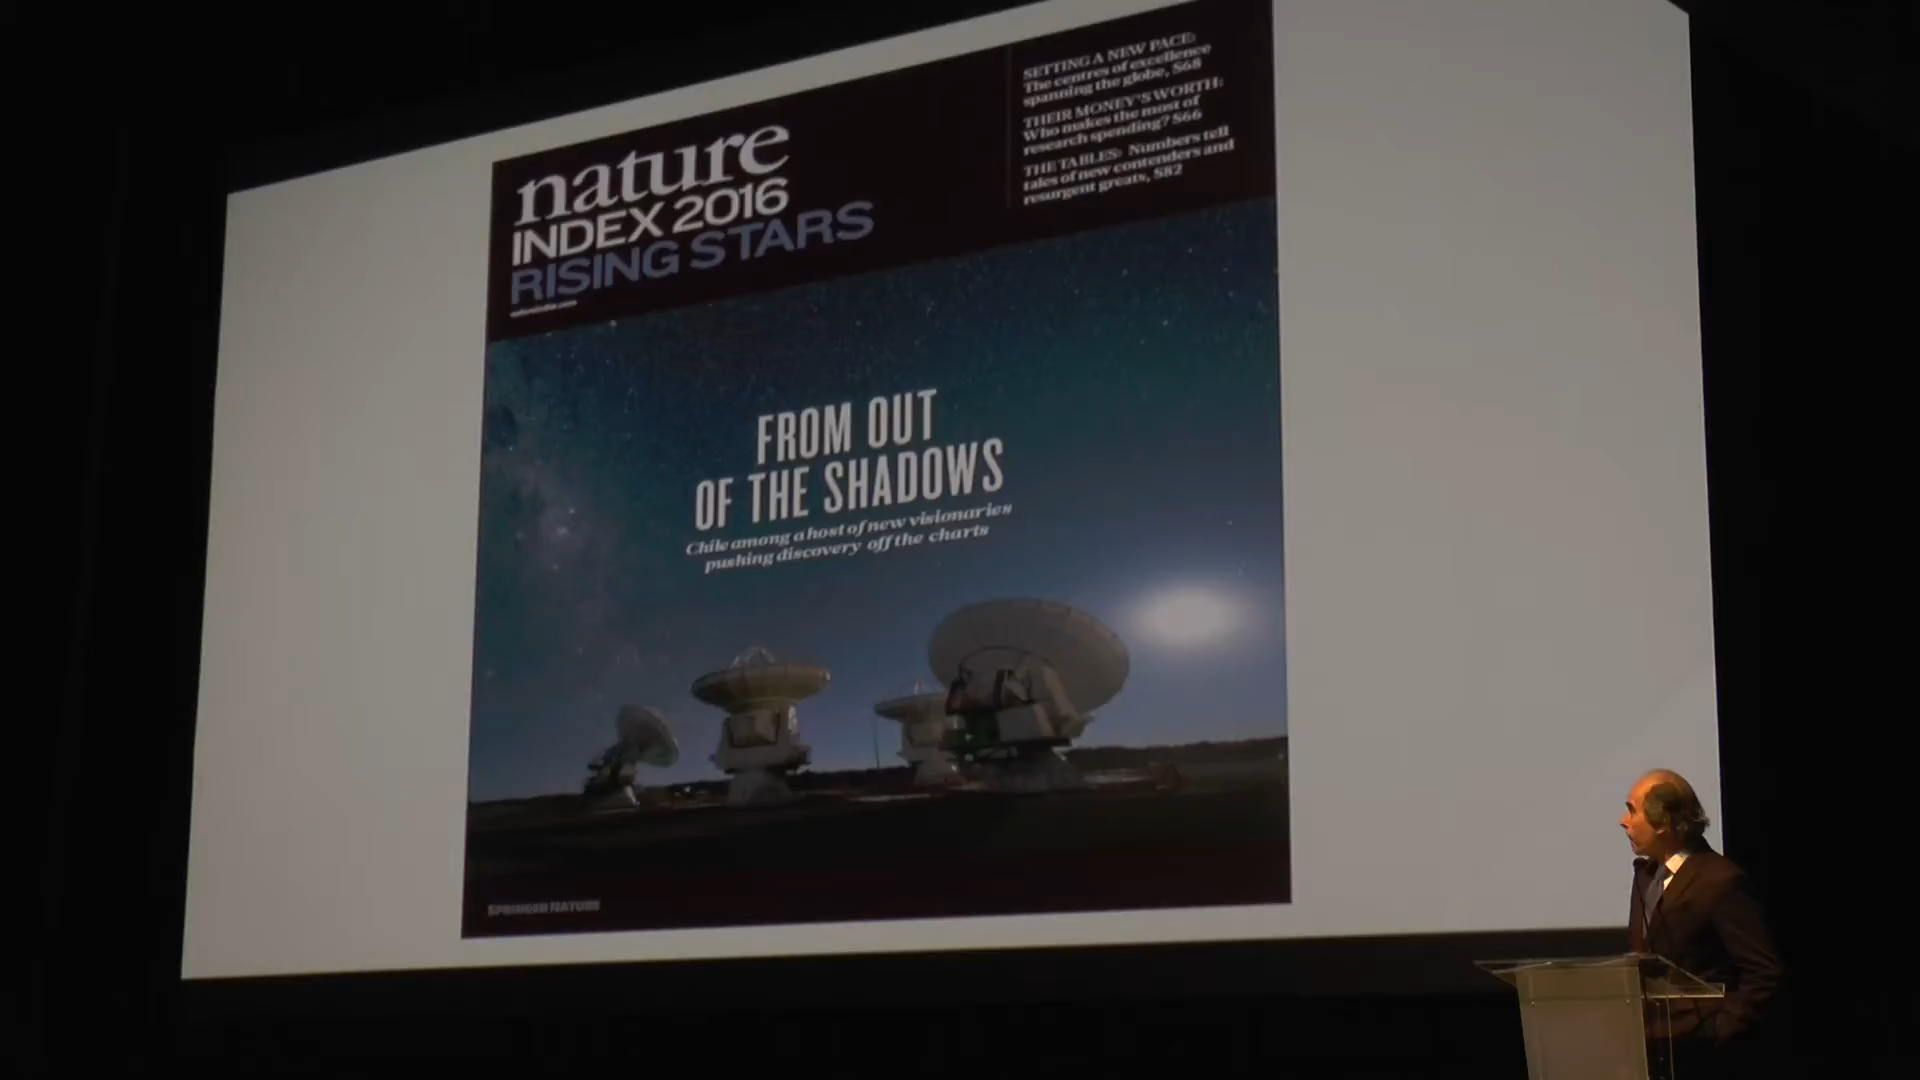 nature
INDEX 2016
RISING STARS
SETTING A NEW PACE:
The centres of excellence
spanning the globe, S68
THEIR MONEY'S WORTH:
Who makes the most of
research spending? S66
THE TABLES: Numbers tell
tales of new contenders and
resurgent greats, S82
FROM OUT
OF THE SHADOWS
Chile among a host of new visionaries
pushing discovery off the charts
SPRINGER NATURE